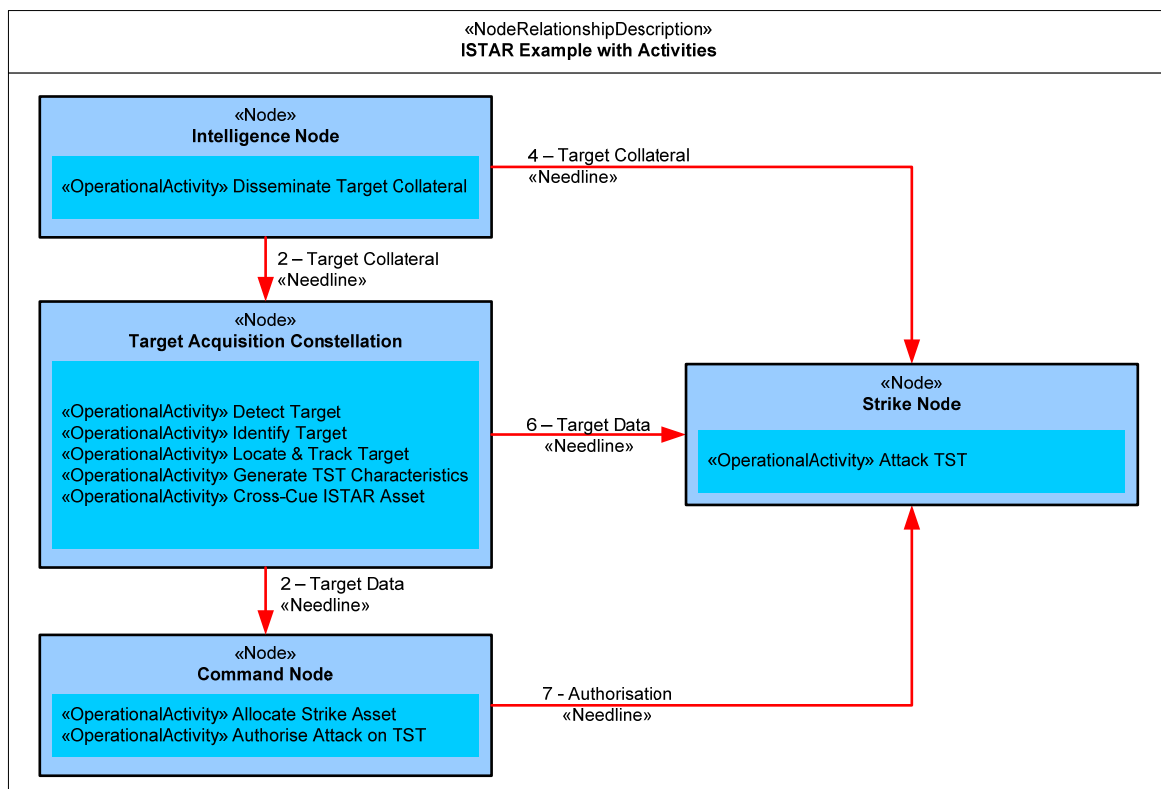 «NodeRelationshipDescription»
ISTAR Example with Activities
«Node»
Intelligence Node
«OperationalActivity» Disseminate Target Collateral
4 – Target Collateral
«Needline»
2 – Target Collateral
«Needline»
«Node»
Target Acquisition Constellation
«OperationalActivity» Detect Target
«OperationalActivity» Identify Target
«OperationalActivity» Locate & Track Target
«OperationalActivity» Generate TST Characteristics
«OperationalActivity» Cross-Cue ISTAR Asset
6 – Target Data
«Needline»
«Node»
Strike Node
«OperationalActivity» Attack TST
2 – Target Data
«Needline»
«Node»
Command Node
«OperationalActivity» Allocate Strike Asset
«OperationalActivity» Authorise Attack on TST
7 - Authorisation
«Needline»